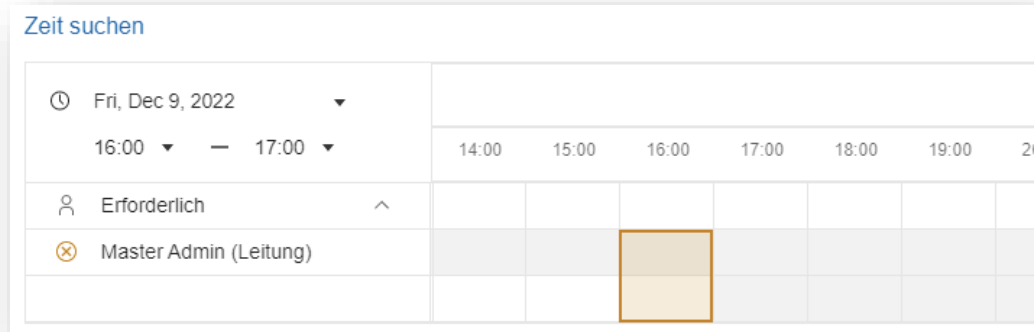 Zeit suchen
Fri, Dec 9, 2022
16:00 — 17:00
14:00 15:00 16:00 17:00 18:00 19:00
Erforderlich
Master Admin (Leitung)